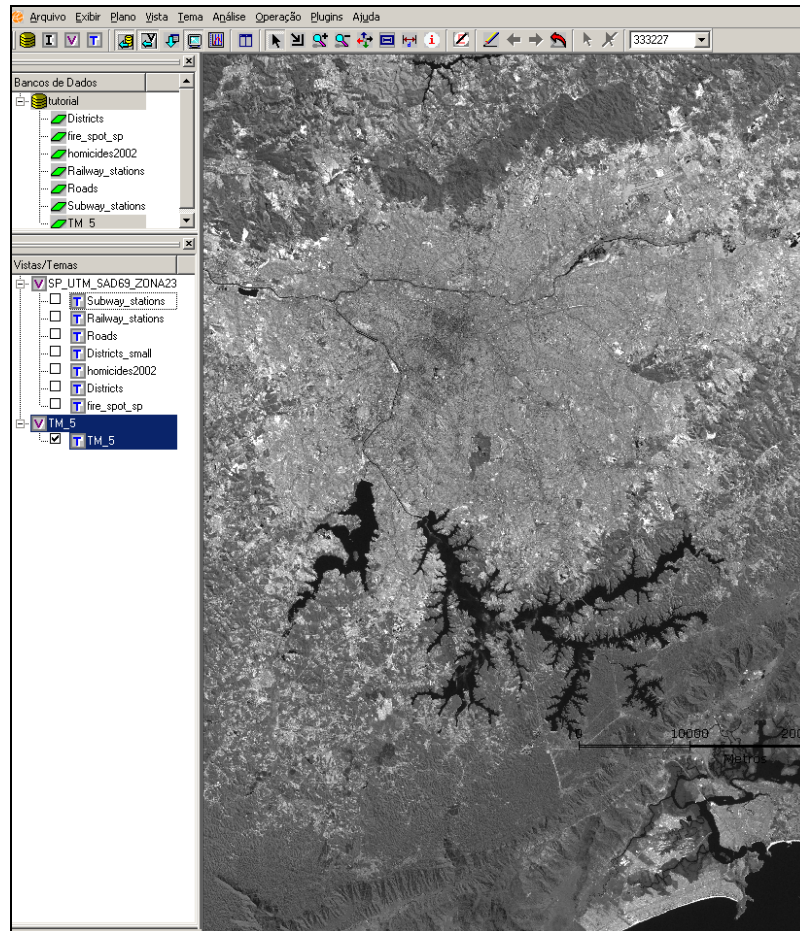 Arquivo Exibir Plano Vista Tema Análise Operação Plugins Ajuda
I V T 333227
Bancos de Dados
tutorial
Districts
fire_spot_sp
homicides2002
Railway_stations
Roads
Subway_stations
TM_5
Vistas/Temas
V SP_UTM_SAD69_ZONA23
T Subway_stations
T Railway_stations
T Roads
T Districts_small
T homicides2002
T Districts
T fire_spot_sp
V TM_5
T TM_5
0 10000 200
Metros